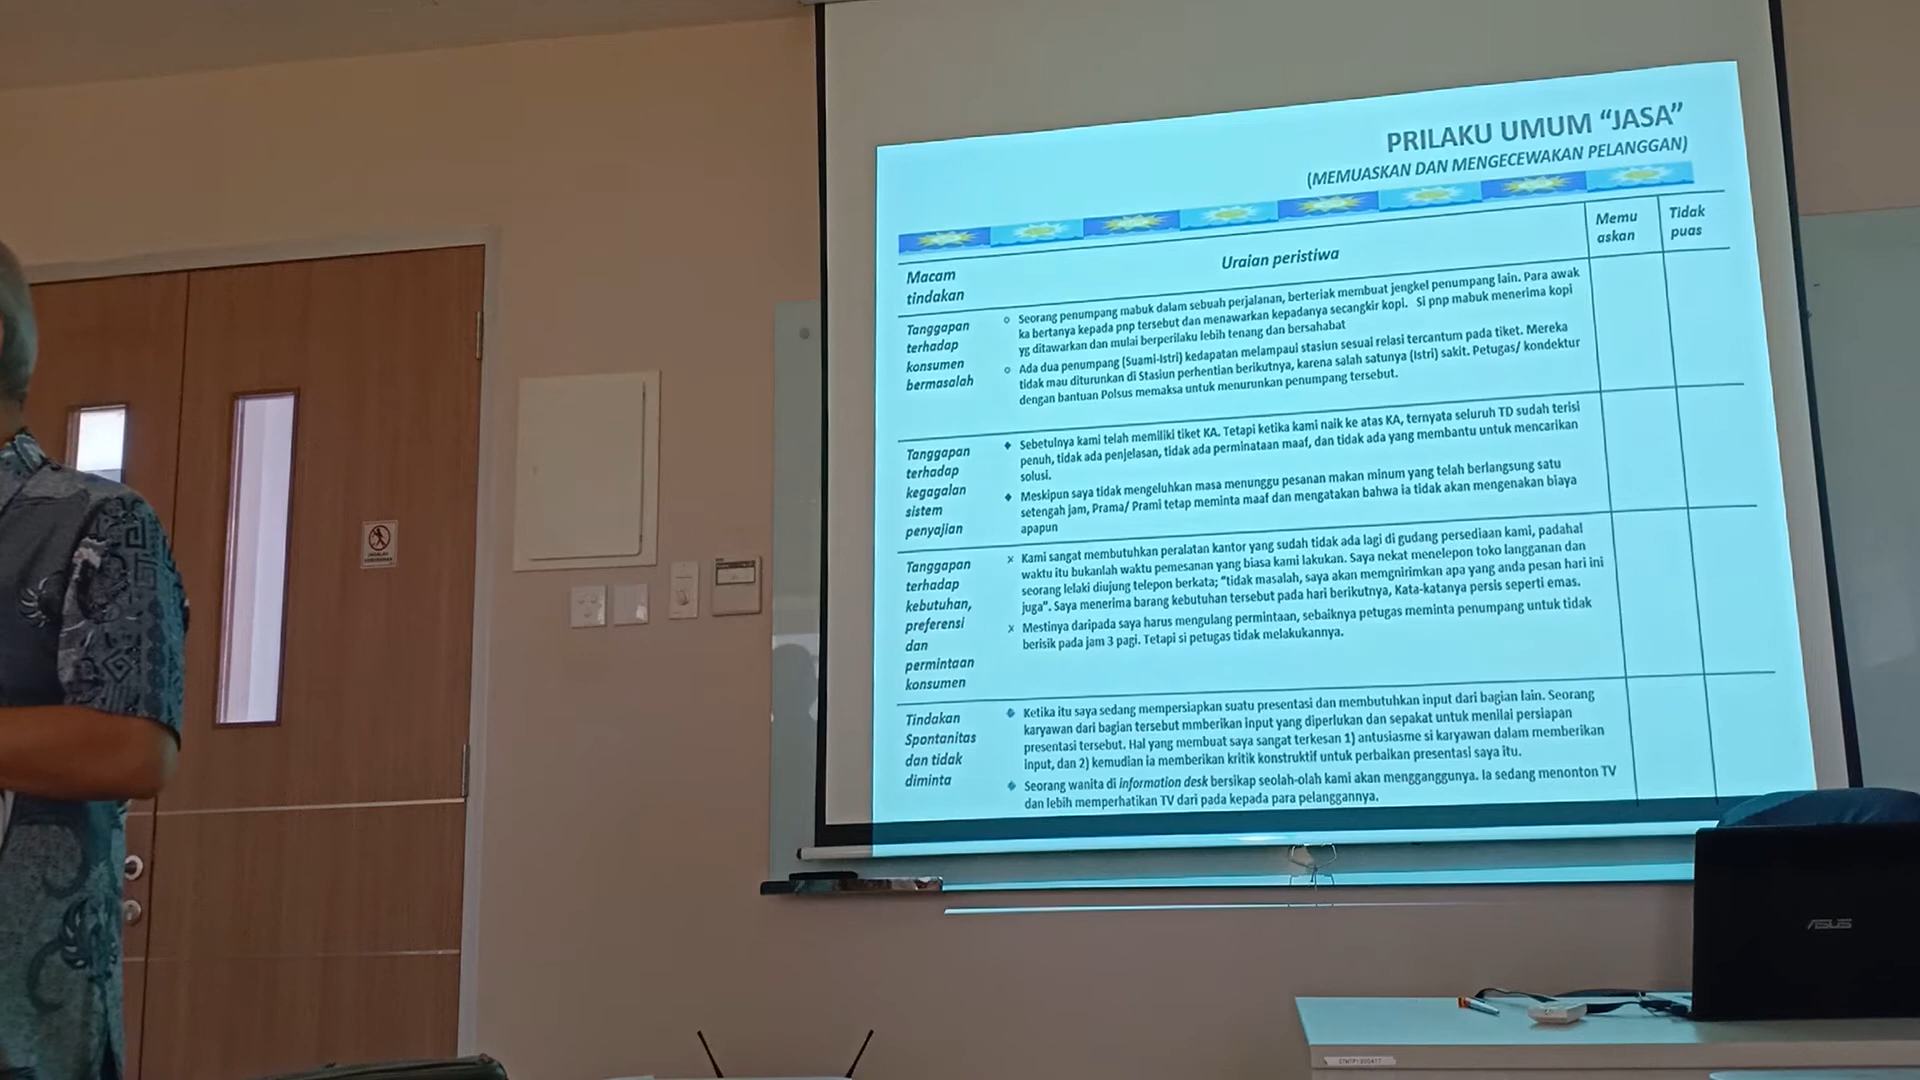 PRILAKU UMUM “JASA”
(MEMUASKAN DAN MENGECEWAKAN PELANGGAN)
Macam
tindakan
Uraian peristiwa
Memu
askan
Tidak
puas
Tanggapan
terhadap
konsumen
bermasalah
○ Seorang penumpang mabuk dalam sebuah perjalanan, berteriak membuat jengkel penumpang lain. Para awak
ka bertanya kepada pnp tersebut dan menawarkan kepadanya secangkir kopi. Si pnp mabuk menerima kopi
yg ditawarkan dan mulai berperilaku lebih tenang dan bersahabat
○ Ada dua penumpang (Suami-Istri) kedapatan melampaui stasiun sesuai relasi tercantum pada tiket. Mereka
tidak mau diturunkan di Stasiun perhentian berikutnya, karena salah satunya (Istri) sakit. Petugas/ kondektur
dengan bantuan Polsus memaksa untuk menurunkan penumpang tersebut.
Tanggapan
terhadap
kegagalan
sistem
penyajian
♦ Sebetulnya kami telah memiliki tiket KA. Tetapi ketika kami naik ke atas KA, ternyata seluruh TD sudah terisi
penuh, tidak ada penjelasan, tidak ada perminataan maaf, dan tidak ada yang membantu untuk mencarikan
solusi.
♦ Meskipun saya tidak mengeluhkan masa menunggu pesanan makan minum yang telah berlangsung satu
setengah jam, Prama/ Prami tetap meminta maaf dan mengatakan bahwa ia tidak akan mengenakan biaya
apapun
Tanggapan
terhadap
kebutuhan,
preferensi
dan
permintaan
konsumen
× Kami sangat membutuhkan peralatan kantor yang sudah tidak ada lagi di gudang persediaan kami, padahal
waktu itu bukanlah waktu pemesanan yang biasa kami lakukan. Saya nekat menelepon toko langganan dan
seorang lelaki diujung telepon berkata; “tidak masalah, saya akan memgnirimkan apa yang anda pesan hari ini
juga”. Saya menerima barang kebutuhan tersebut pada hari berikutnya, Kata-katanya persis seperti emas.
× Mestinya daripada saya harus mengulang permintaan, sebaiknya petugas meminta penumpang untuk tidak
berisik pada jam 3 pagi. Tetapi si petugas tidak melakukannya.
Tindakan
Spontanitas
dan tidak
diminta
Ketika itu saya sedang mempersiapkan suatu presentasi dan membutuhkan input dari bagian lain. Seorang
karyawan dari bagian tersebut mmberikan input yang diperlukan dan sepakat untuk menilai persiapan
presentasi tersebut. Hal yang membuat saya sangat terkesan 1) antusiasme si karyawan dalam memberikan
input, dan 2) kemudian ia memberikan kritik konstruktif untuk perbaikan presentasi saya itu.
Seorang wanita di information desk bersikap seolah-olah kami akan mengganggunya. Ia sedang menonton TV
dan lebih memperhatikan TV dari pada kepada para pelanggannya.
ASUS